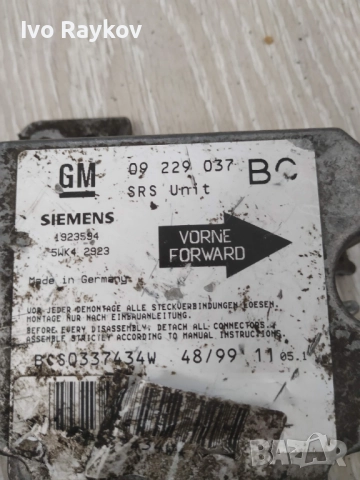 Ivo Raykov
GM
09 229 037 BC
SRS Unit
SIEMENS
1923594
5WK4 2923
VORNE
FORWARD
Made in Germany
VOR JEDER DEMONTAGE ALLE STECKVERBINDUNGEN LOESEN.
MONTAGE NUR NACH EINBAUANLEITUNG.
BEFORE EVERY DISASSEMBLY, DETACH ALL CONNECTORS.
ASSEMBLE STRICTLY ACCORDING TO MANUAL INSTRUCTIONS.
BCS0337434W 48/99 11 05.1
BAZAR